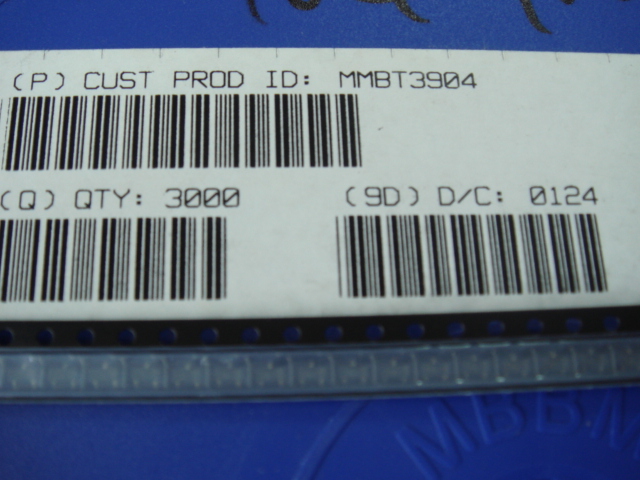 (P) CUST PROD ID: MMBT3904
(Q) QTY: 3000
(9D) D/C: 0124